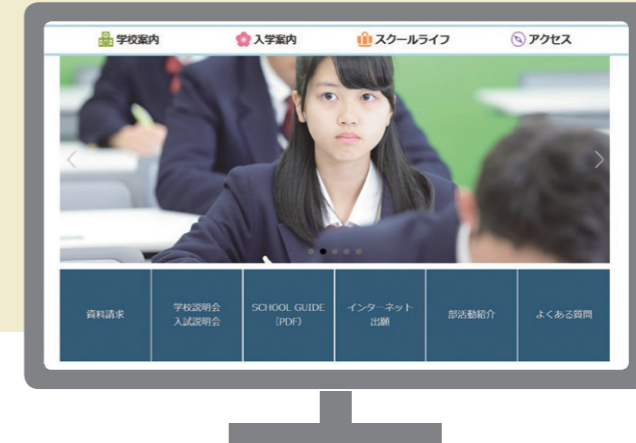 学校案内
入学案内
スクールライフ
アクセス
資料請求
学校説明会
入試説明会
SCHOOL GUIDE
(PDF)
インターネット
出願
部活動紹介
よくある質問